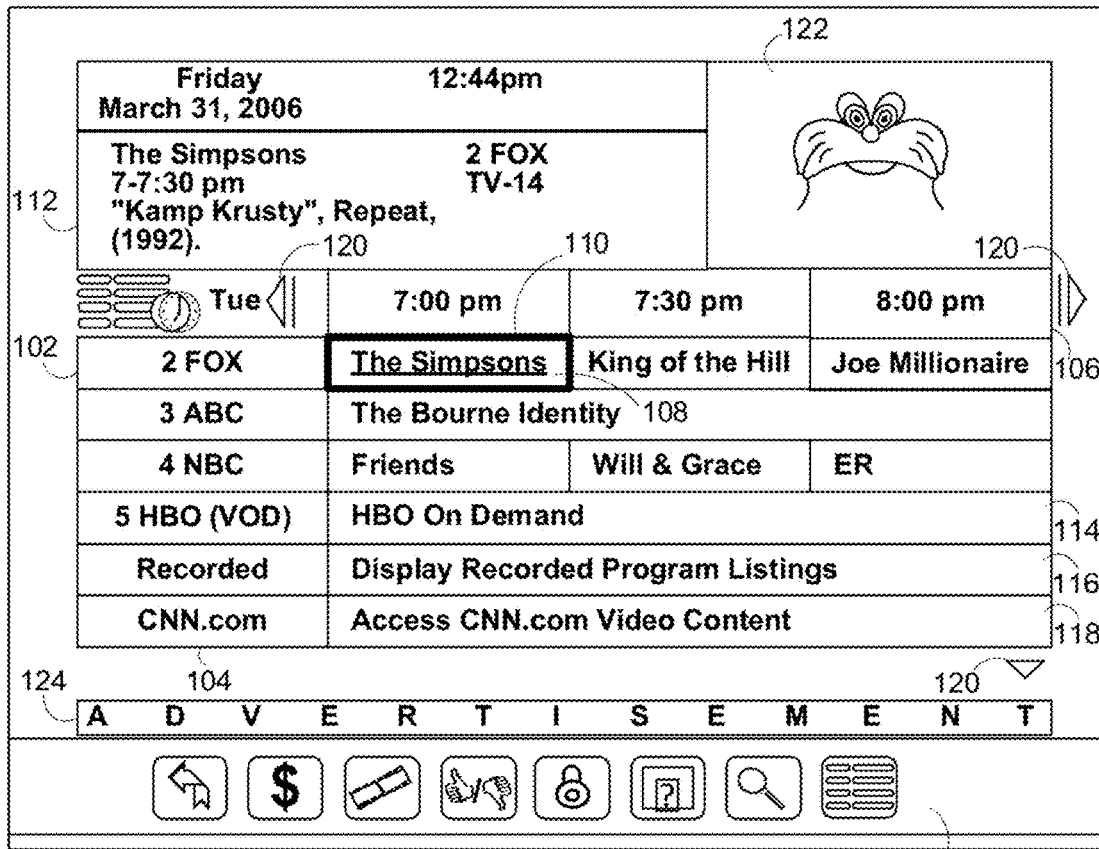 122
Friday 12:44pm
March 31, 2006
The Simpsons 2 FOX
7-7:30 pm TV-14
"Kamp Krusty", Repeat,
(1992).
112
120
110
120
Tue 7:00 pm 7:30 pm 8:00 pm
102
2 FOX The Simpsons King of the Hill Joe Millionaire
106
3 ABC The Bourne Identity
108
4 NBC Friends Will & Grace ER
5 HBO (VOD) HBO On Demand
114
Recorded Display Recorded Program Listings
116
CNN.com Access CNN.com Video Content
118
124
104
120
A D V E R T I S E M E N T
$
?